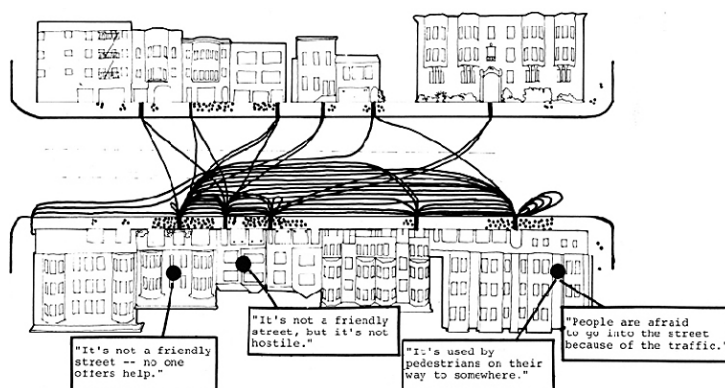 "It's not a friendly
street -- no one
offers help."
"It's not a friendly
street, but it's not
hostile."
"It's used by
pedestrians on their
way to somewhere."
"People are afraid
to go into the street
because of the traffic."